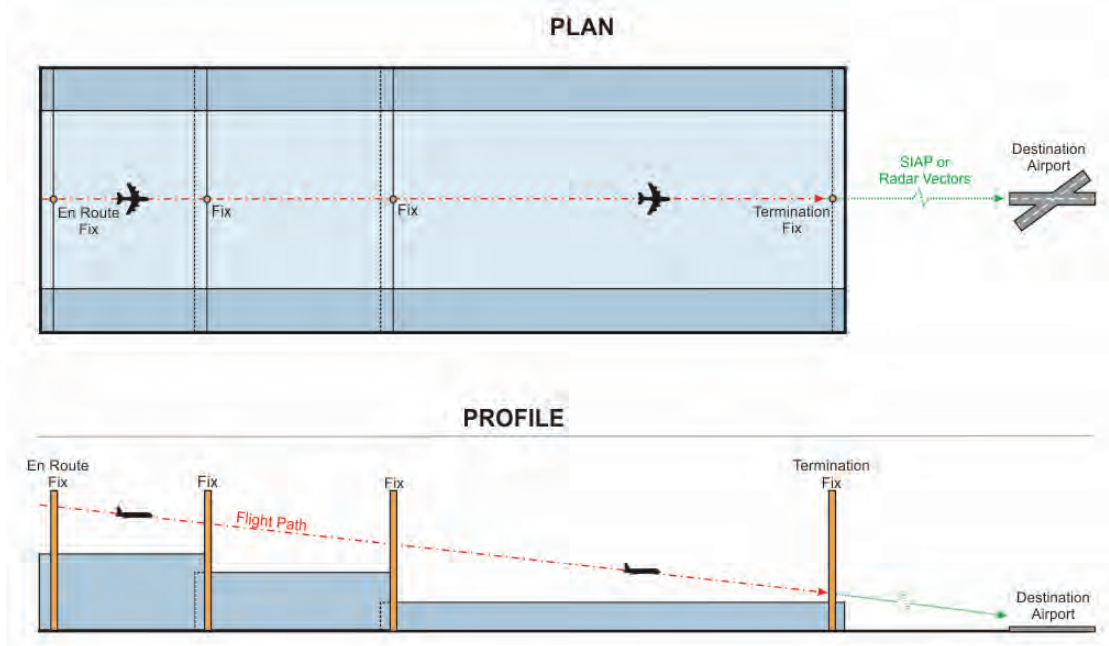 PLAN
SIAP or
Radar Vectors
Destination
Airport
En Route
Fix
Fix
Fix
Termination
Fix
PROFILE
En Route
Fix
Fix
Fix
Termination
Fix
Flight Path
Destination
Airport